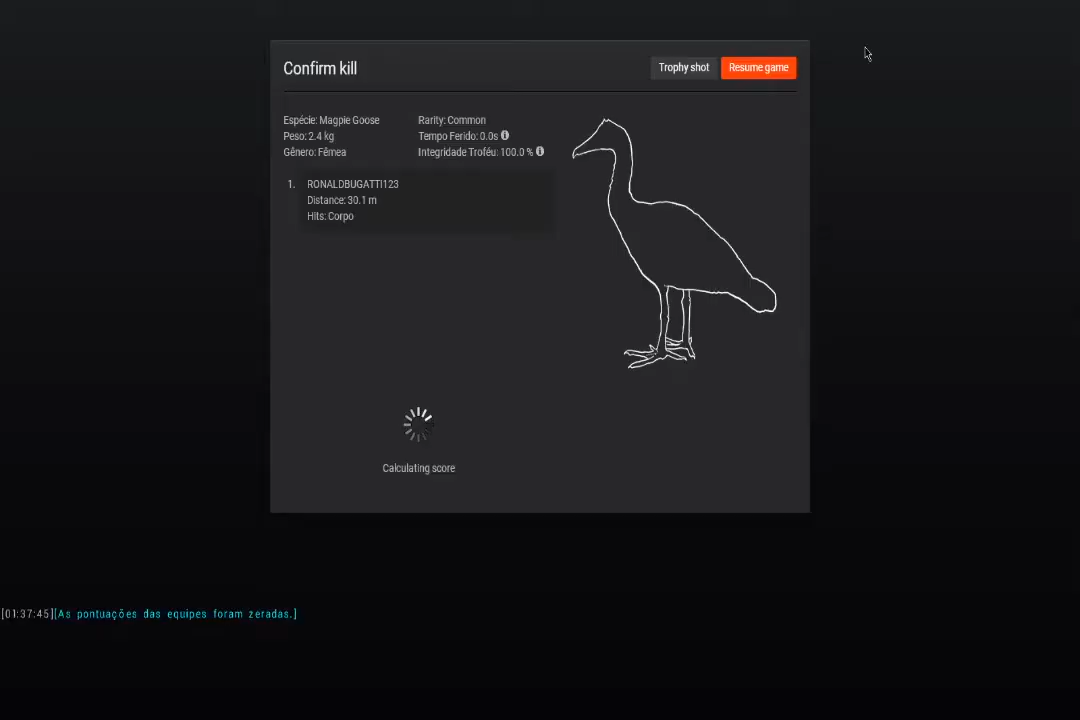 Confirm kill
Trophy shot
Resume game
Espécie: Magpie Goose
Peso: 2.4 kg
Gênero: Fêmea
Rarity: Common
Tempo Ferido: 0.0s
Integridade Troféu: 100.0 %
1. RONALDBUGATTI123
Distance: 30.1 m
Hits: Corpo
Calculating score
[01:37:45][As pontuações das equipes foram zeradas.]